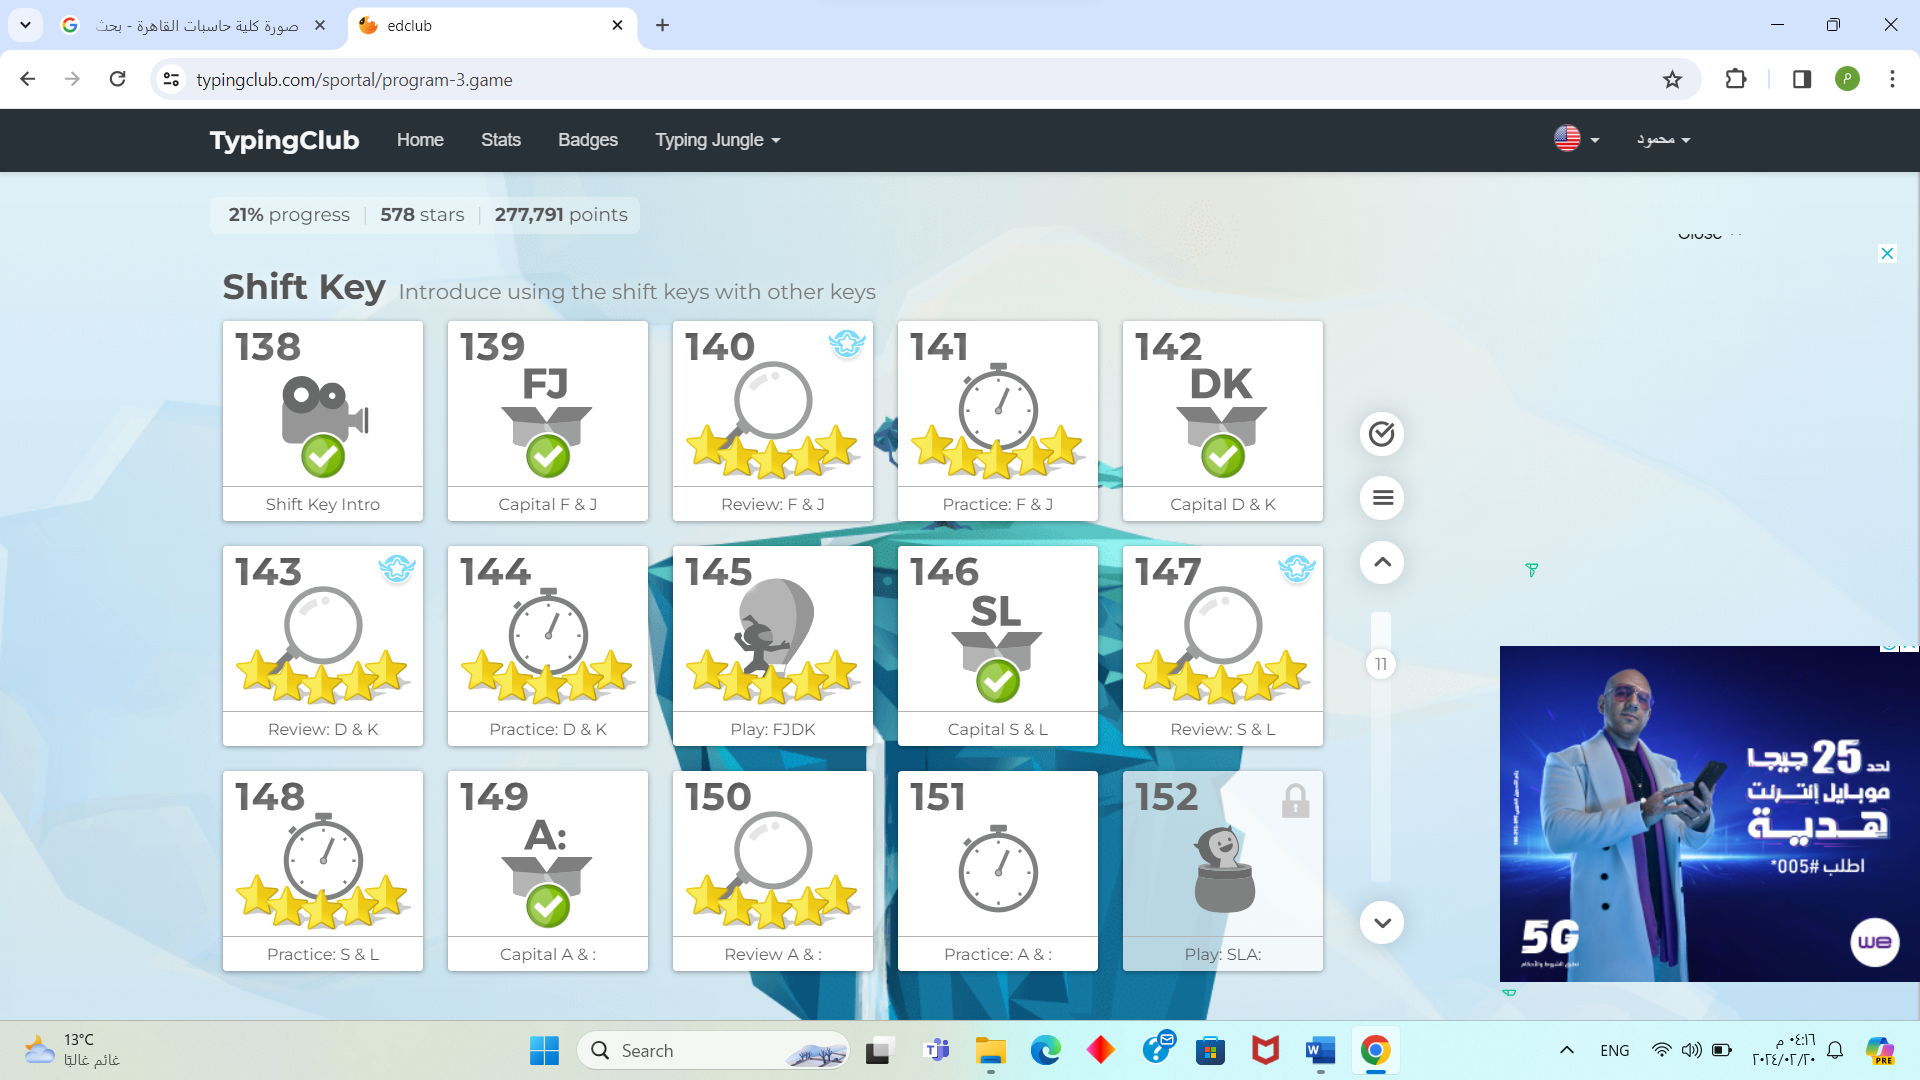 صورة كلية حاسبات القاهرة - بحث
edclub
typingclub.com/sportal/program-3.game
TypingClub Home Stats Badges Typing Jungle محمود
21% progress 578 stars 277,791 points
Close
Shift Key Introduce using the shift keys with other keys
138 139 140 141 142
FJ DK
Shift Key Intro Capital F & J Review: F & J Practice: F & J Capital D & K
143 144 145 146 147
SL
Review: D & K Practice: D & K Play: FJDK Capital S & L Review: S & L
11
148 149 150 151 152
A:
Practice: S & L Capital A & : Review A & : Practice: A & : Play: SLA:
لحد 25 جيجا
موبايل إنترنت
هدية
اطلب #005*
5G
we
13°C
غائم غالبًا
Search
ENG
٠٤:١٦ م
٢٠٢٤/٠٢/٢٠
PRE